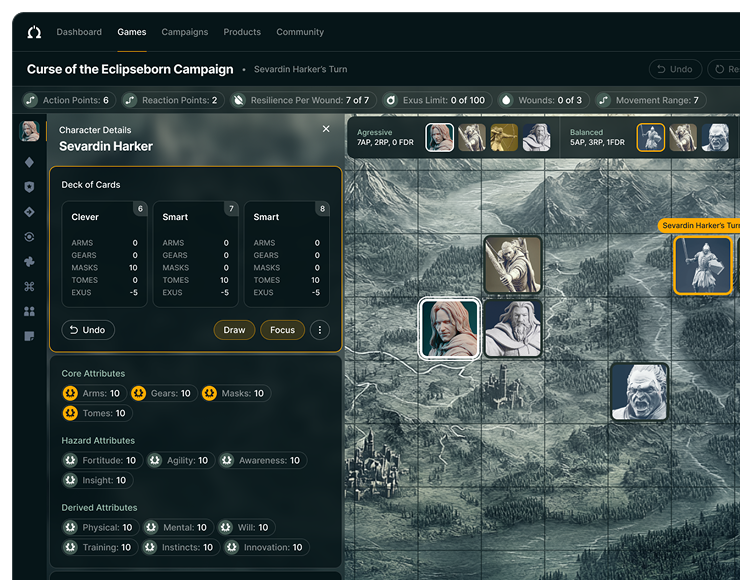 Dashboard Games Campaigns Products Community
Curse of the Eclipseborn Campaign • Sevardin Harker's Turn Undo Re
Action Points: 6 Reaction Points: 2 Resilience Per Wound: 7 of 7 Exus Limit: 0 of 100 Wounds: 0 of 3 Movement Range: 7
Character Details
Sevardin Harker
Agressive
7AP, 2RP, 0 FDR
Balanced
5AP, 3RP, 1FDR
Deck of Cards
6
Clever
ARMS 0
GEARS 0
MASKS 10
TOMES 0
EXUS -5
7
Smart
ARMS 0
GEARS 0
MASKS 0
TOMES 10
EXUS -5
8
Smart
ARMS 0
GEARS 0
MASKS 0
TOMES 10
EXUS -5
Undo Draw Focus
Sevardin Harker's Turn
Core Attributes
Arms: 10 Gears: 10 Masks: 10
Tomes: 10
Hazard Attributes
Fortitude: 10 Agility: 10 Awareness: 10
Insight: 10
Derived Attributes
Physical: 10 Mental: 10 Will: 10
Training: 10 Instincts: 10 Innovation: 10